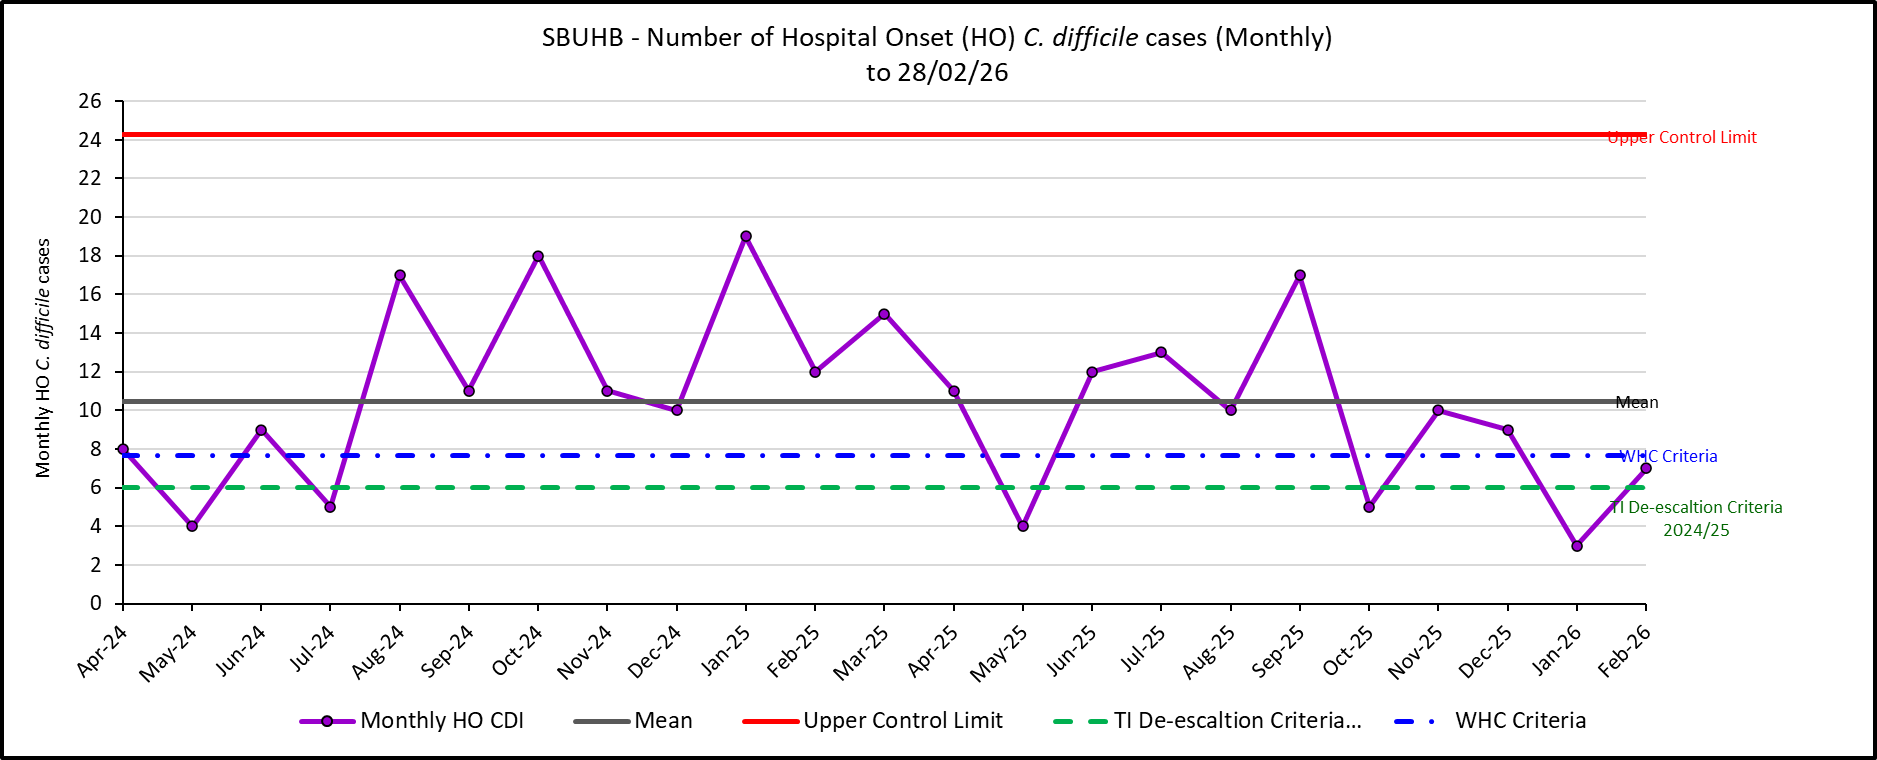 SBUHB - Number of Hospital Onset (HO) C. difficile cases (Monthly)
to 28/02/26
Monthly HO C. difficile cases
26
24
22
20
18
16
14
12
10
8
6
4
2
0
Upper Control Limit
Mean
WHC Criteria
TI De-escaltion Criteria
2024/25
Apr-24
May-24
Jun-24
Jul-24
Aug-24
Sep-24
Oct-24
Nov-24
Dec-24
Jan-25
Feb-25
Mar-25
Apr-25
May-25
Jun-25
Jul-25
Aug-25
Sep-25
Oct-25
Nov-25
Dec-25
Jan-26
Feb-26
Monthly HO CDI
Mean
Upper Control Limit
TI De-escaltion Criteria...
WHC Criteria